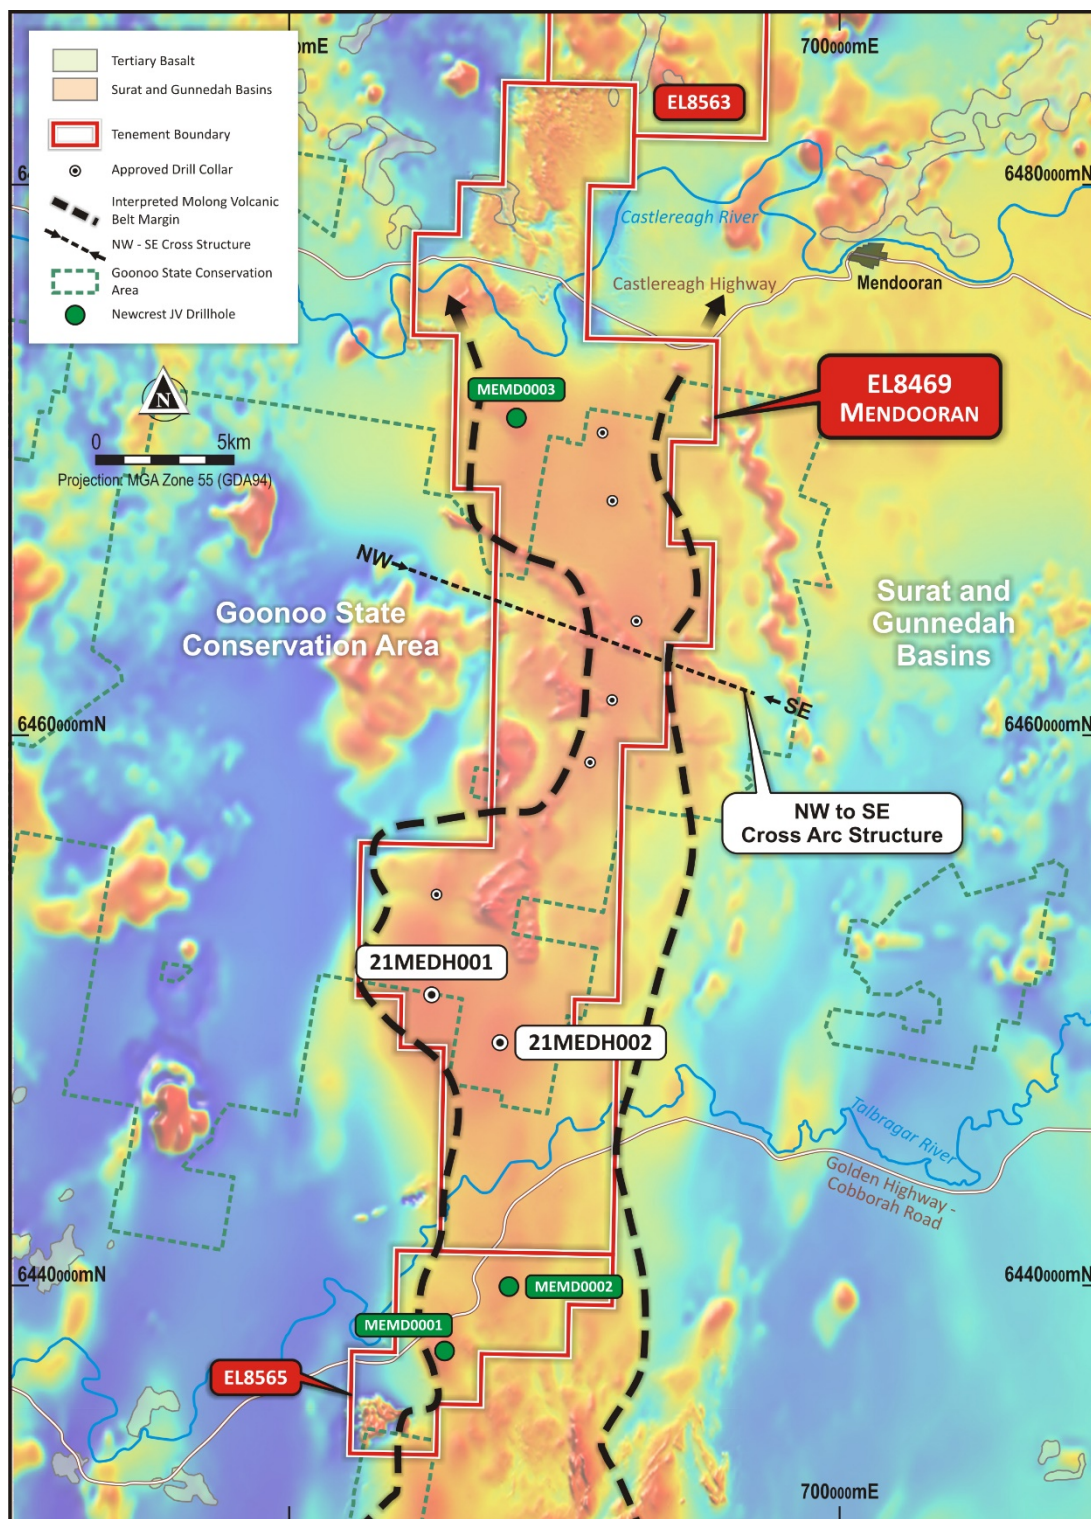 mE
700000mE
Tertiary Basalt
Surat and Gunnedah Basins
Tenement Boundary
Approved Drill Collar
Interpreted Molong Volcanic
Belt Margin
NW - SE Cross Structure
Goonoo State Conservation
Area
Newcrest JV Drillhole
EL8563
6480000mN
Castlereagh River
Castlereagh Highway
Mendooran
MEMD0003
EL8469
MENDOORAN
N
0 5km
Projection: MGA Zone 55 (GDA94)
NW
Goonoo State
Conservation Area
Surat and
Gunnedah
Basins
SE
6460000mN
6460000mN
NW to SE
Cross Arc Structure
21MEDH001
21MEDH002
Talbragar River
Golden Highway -
Cobborah Road
6440000mN
6440000mN
MEMD0002
MEMD0001
EL8565
700000mE